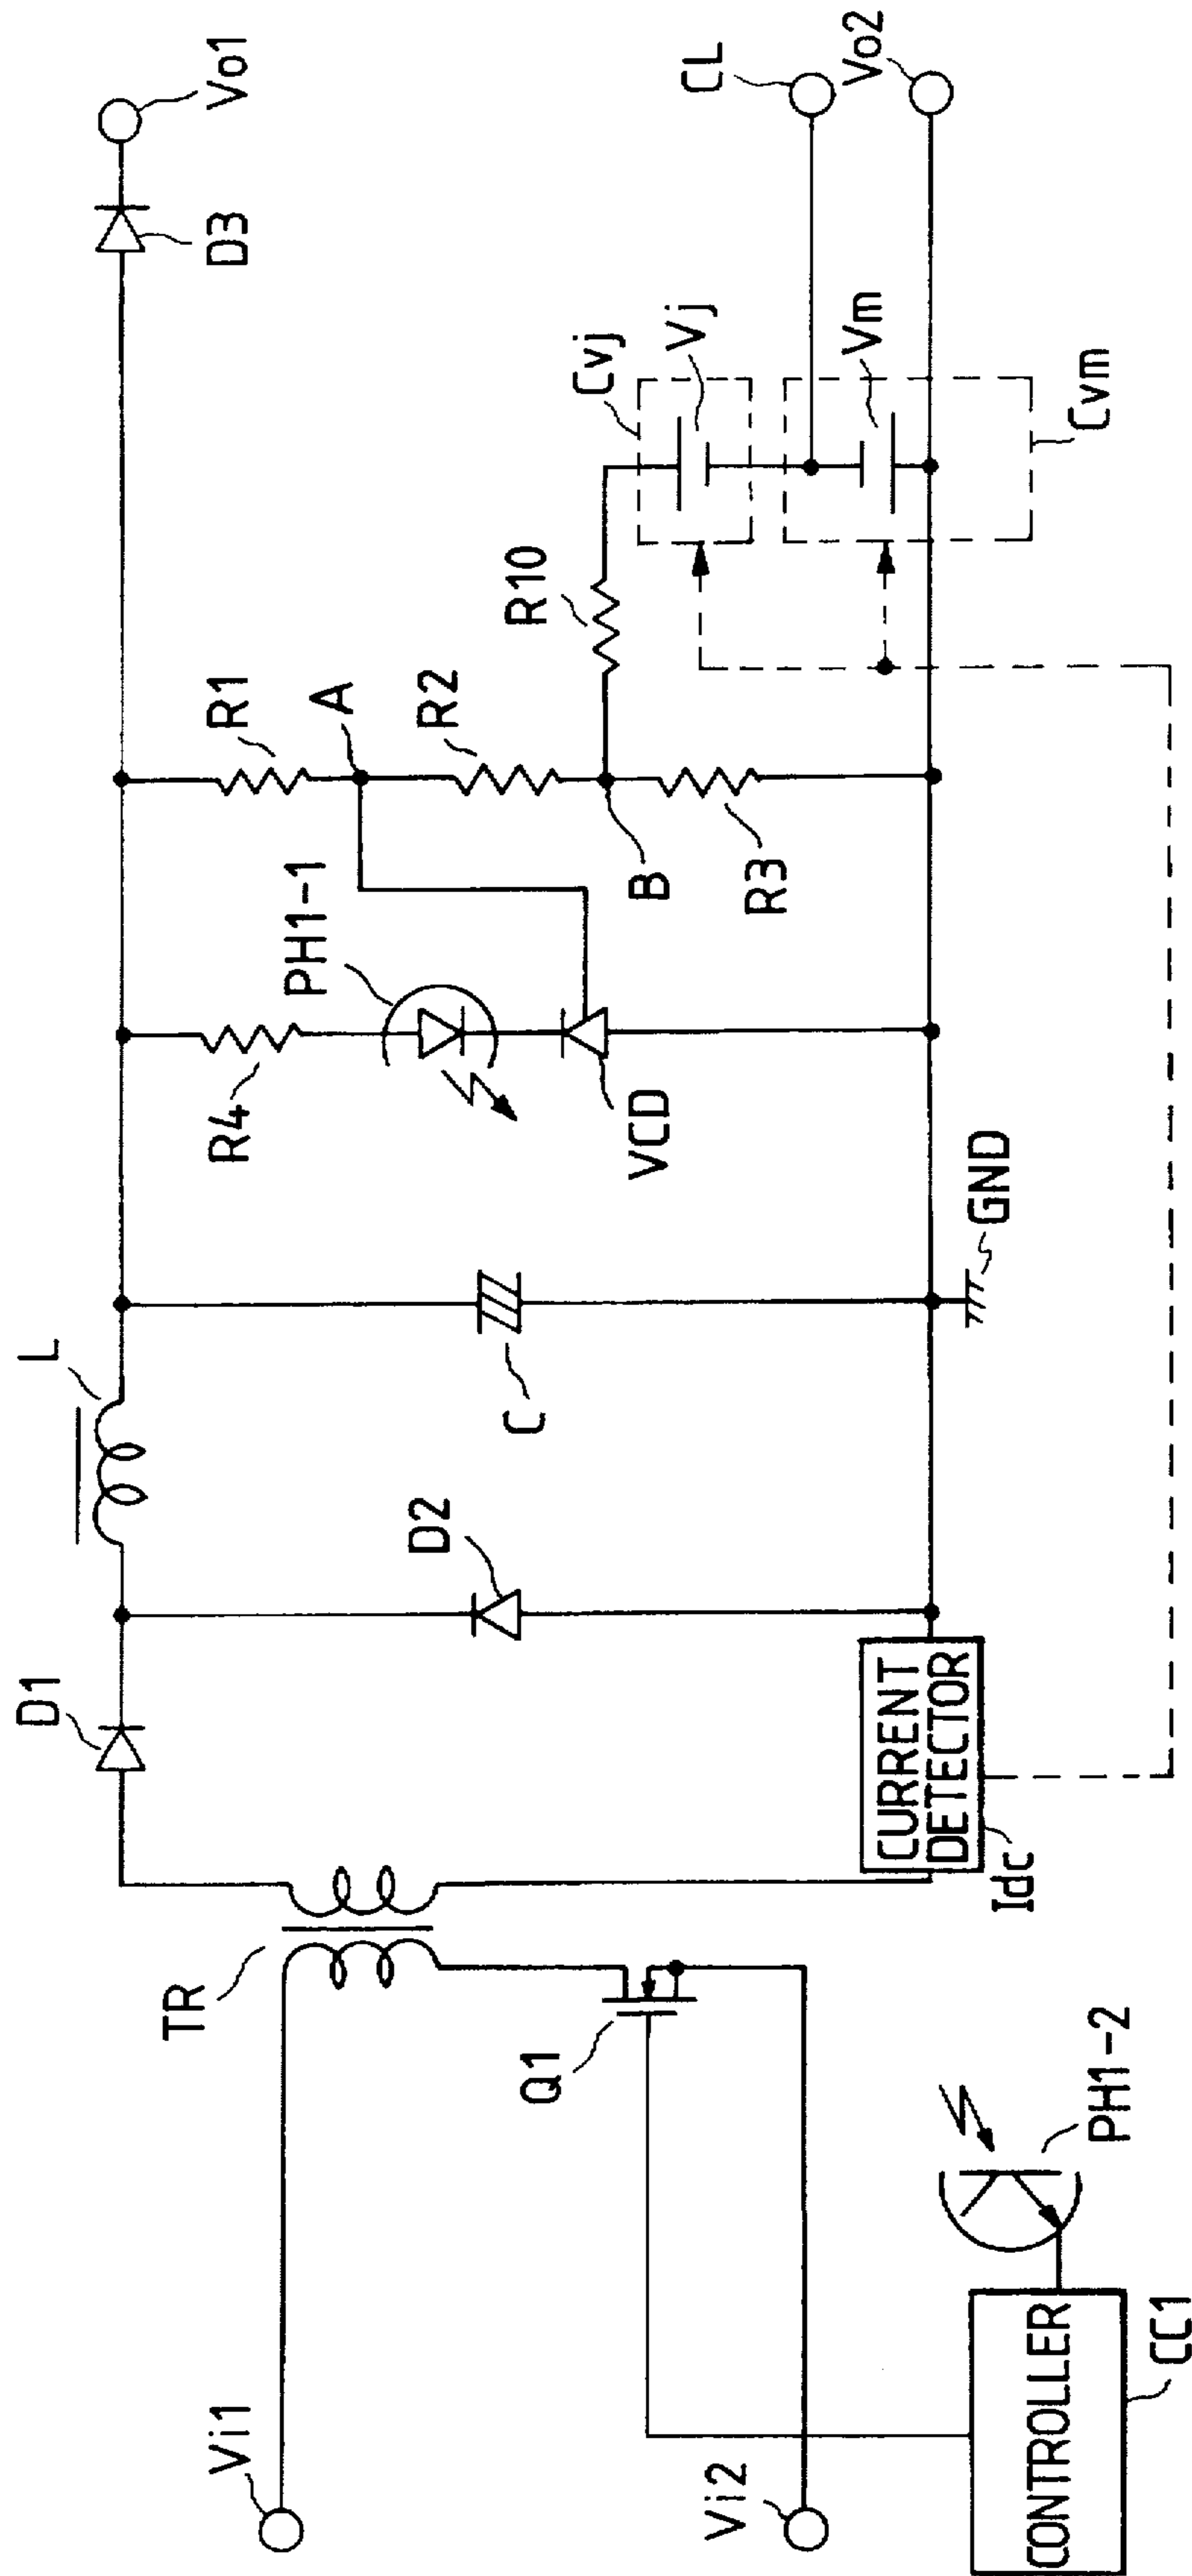 Vi1
Vi2
CONTROLLER
CC1
PH1-2
Q1
TR
D1
CURRENT
DETECTOR
Idc
D2
L
C
GND
R4
PH1-1
VCD
R1
A
R2
B
R3
R10
Cvj
Vj
Vm
Cvm
D3
Vo1
CL
Vo2